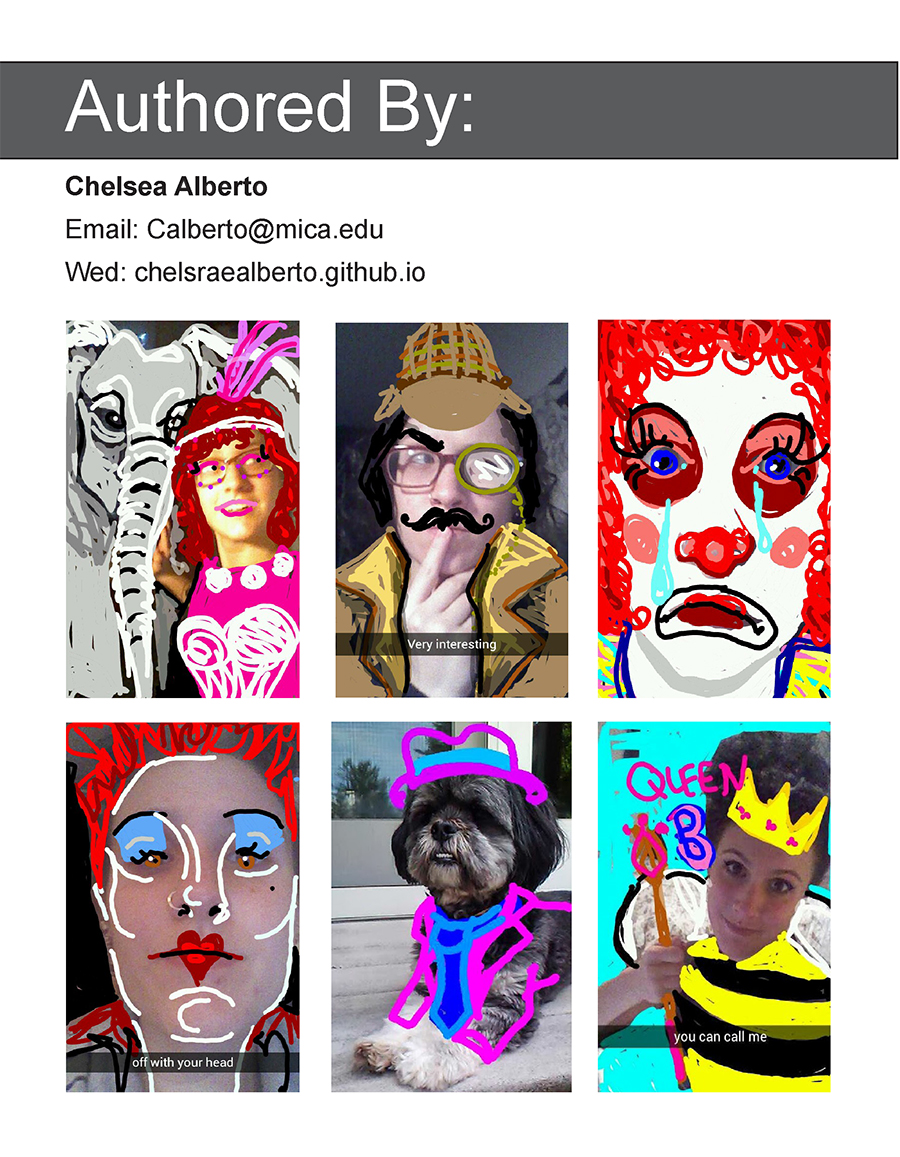 Authored By:
Chelsea Alberto
Email: Calberto@mica.edu
Wed: chelsraealberto.github.io
Very interesting
off with your head
QUEEN
B
you can call me